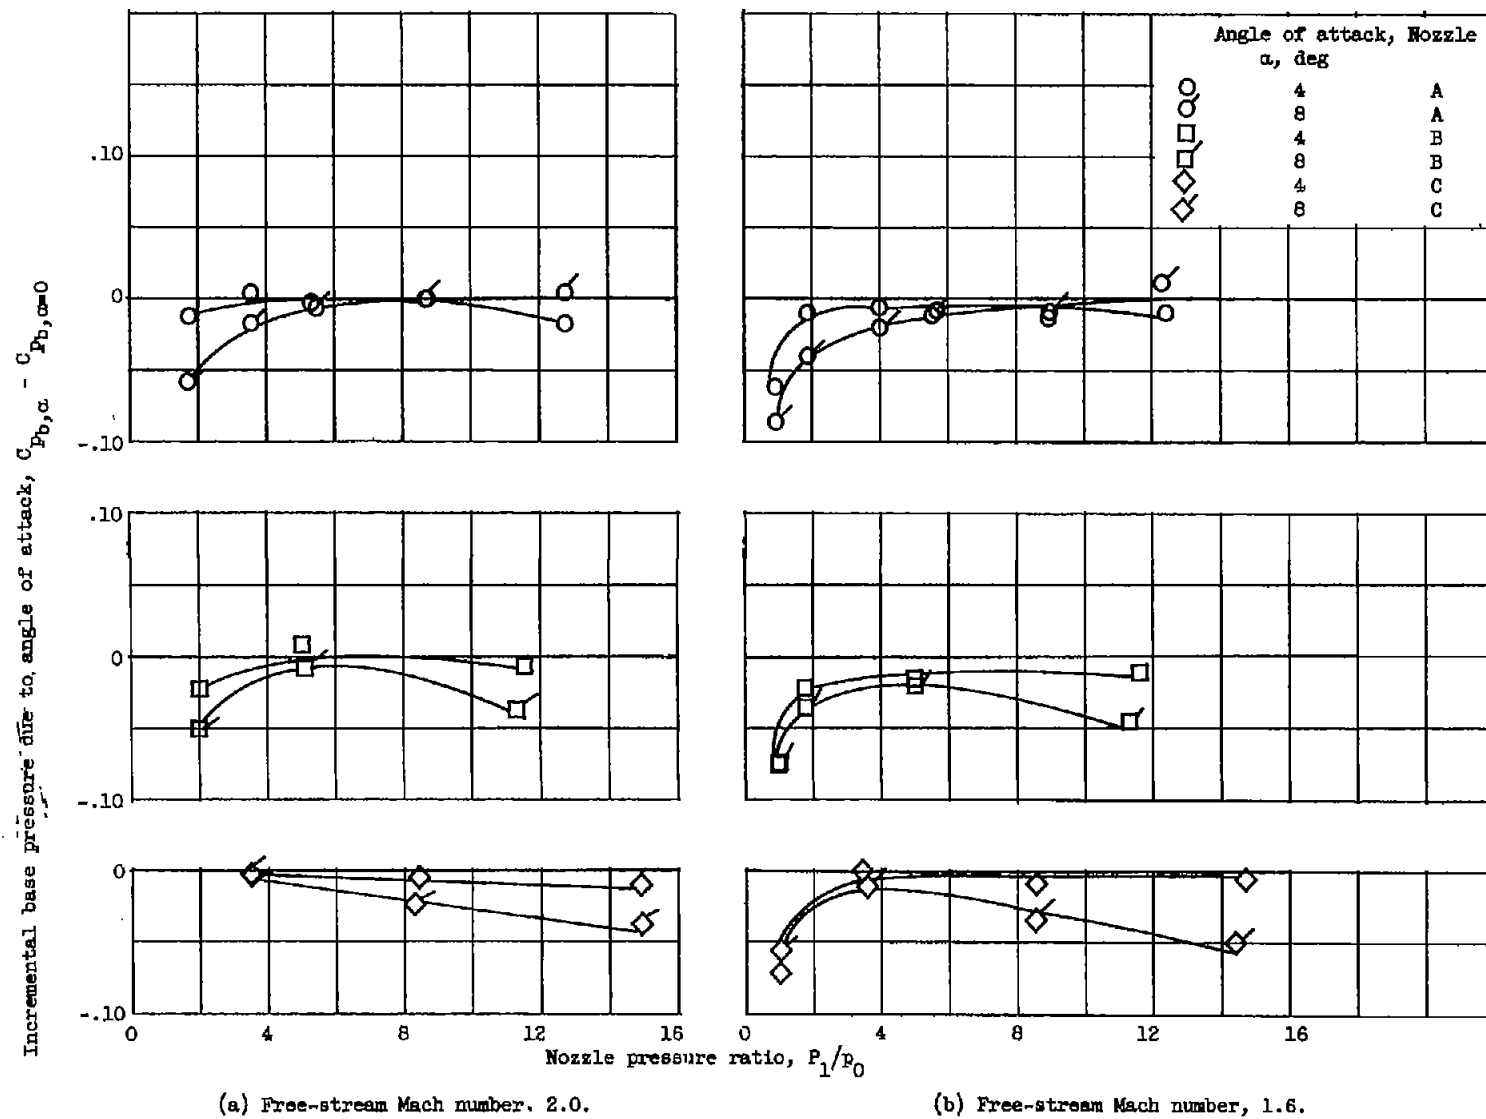 Angle of attack, Nozzle
α, deg
4 A
8 A
4 B
8 B
4 C
8 C
.10
0
-.10
.10
0
-.10
0
-.10
Incremental base pressure due to angle of attack, C_{p_b,α} - C_{p_b,α=0}
0 4 8 12 16 0 4 8 12 16
Nozzle pressure ratio, P_1/p_0
(a) Free-stream Mach number. 2.0.
(b) Free-stream Mach number, 1.6.